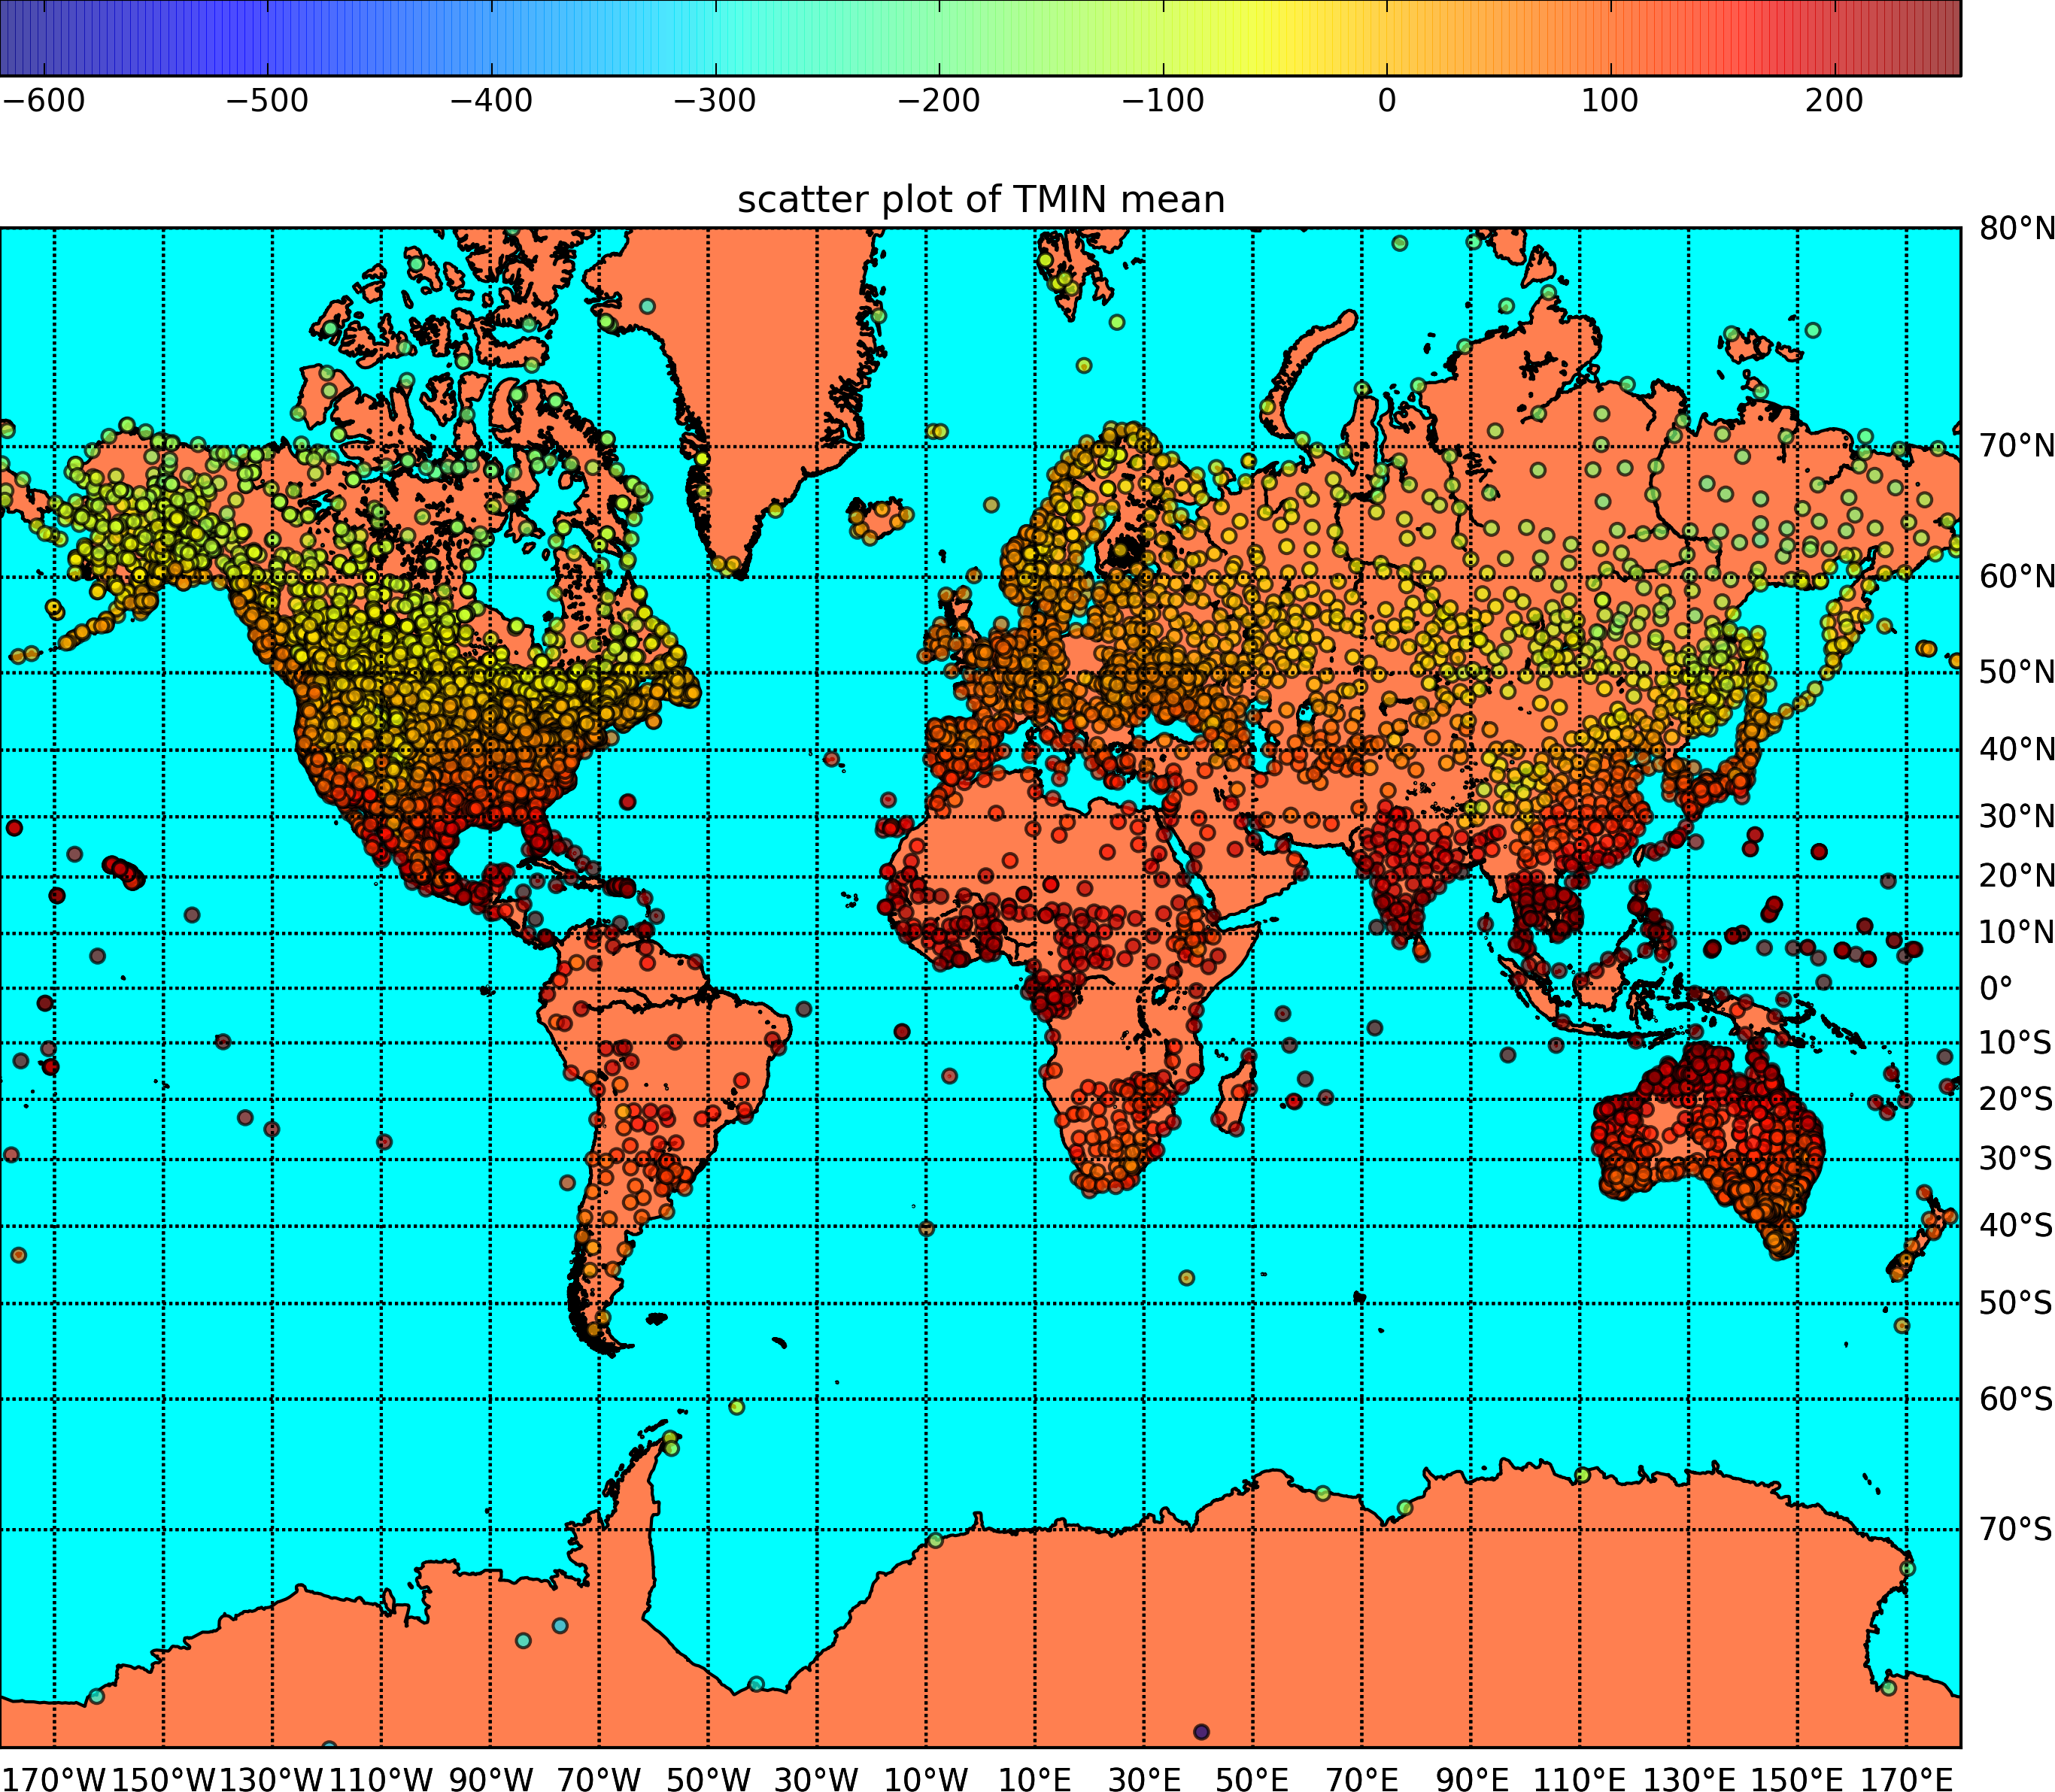 −600 −500 −400 −300 −200 −100 0 100 200
scatter plot of TMIN mean
80°N
70°N
60°N
50°N
40°N
30°N
20°N
10°N
0°
10°S
20°S
30°S
40°S
50°S
60°S
70°S
170°W 150°W 130°W 110°W 90°W 70°W 50°W 30°W 10°W 10°E 30°E 50°E 70°E 90°E 110°E 130°E 150°E 170°E